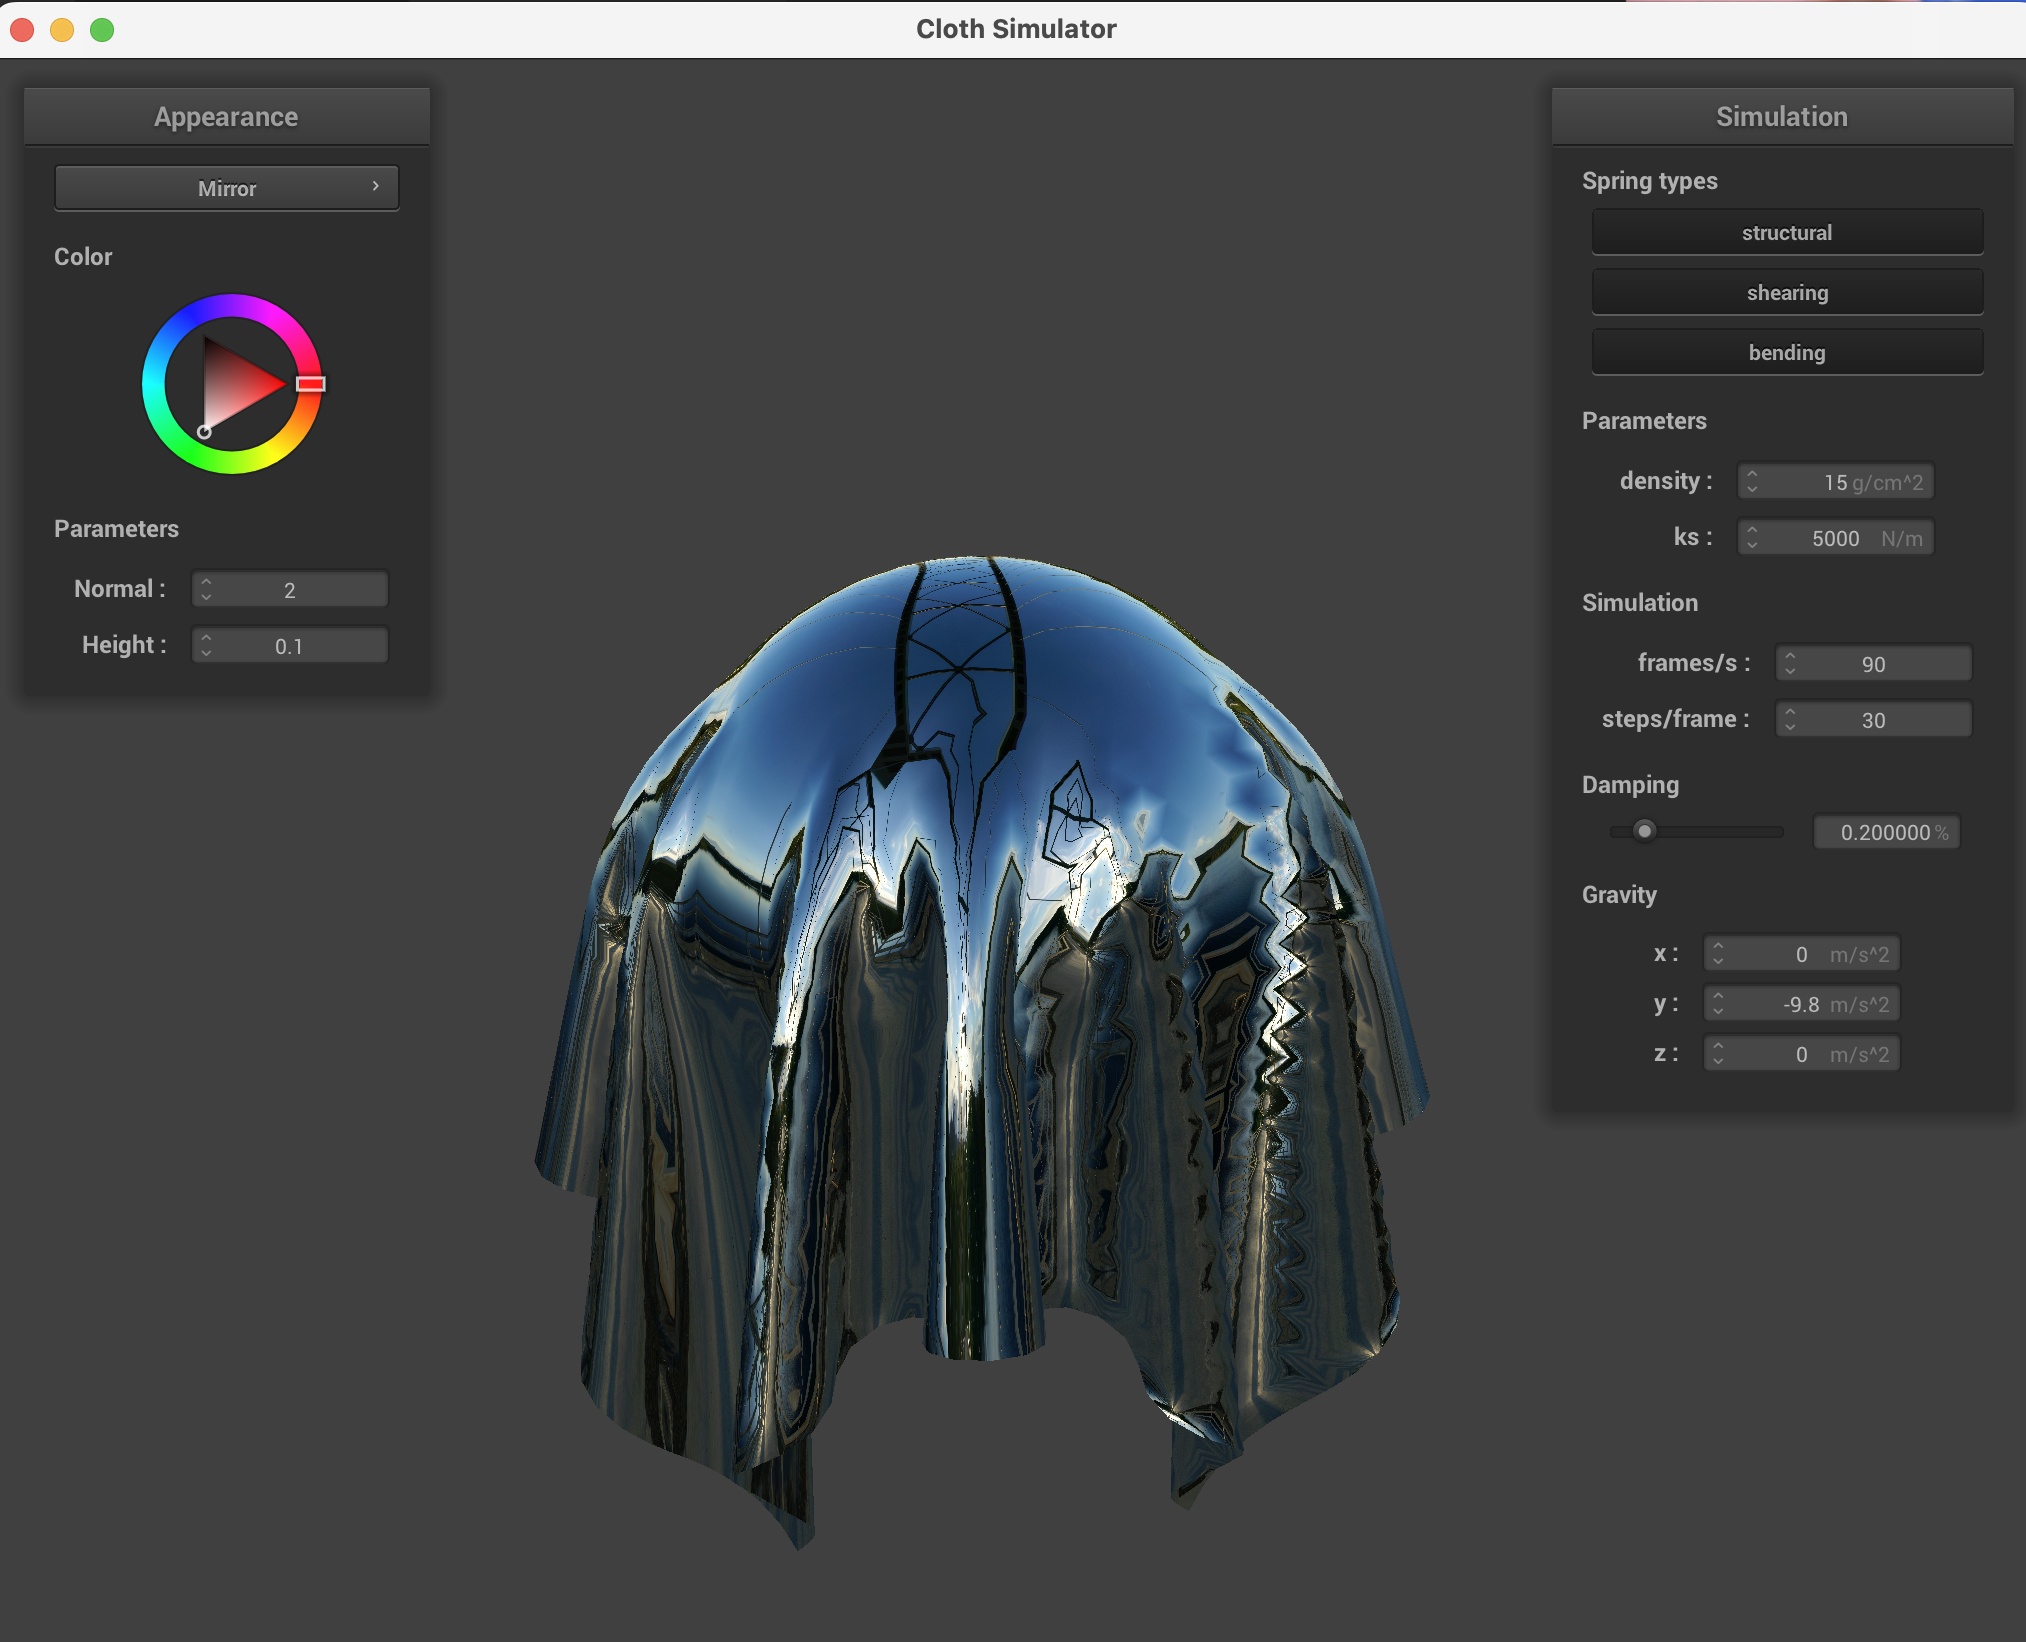 Cloth Simulator
Appearance
Mirror
Color
Parameters
Normal : 2
Height : 0.1
Simulation
Spring types
structural
shearing
bending
Parameters
density : 15 g/cm^2
ks : 5000 N/m
Simulation
frames/s : 90
steps/frame : 30
Damping
0.200000 %
Gravity
x : 0 m/s^2
y : -9.8 m/s^2
z : 0 m/s^2